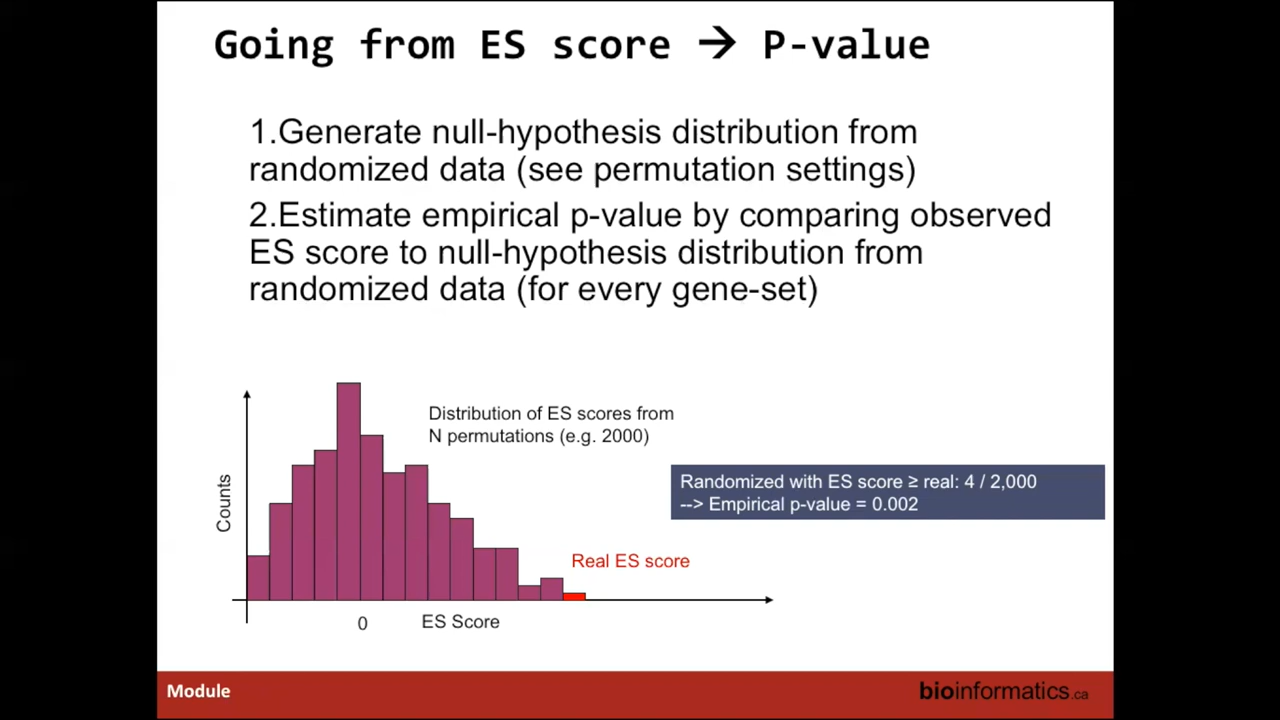 Going from ES score → P-value
1.Generate null-hypothesis distribution from
randomized data (see permutation settings)
2.Estimate empirical p-value by comparing observed
ES score to null-hypothesis distribution from
randomized data (for every gene-set)
Distribution of ES scores from
N permutations (e.g. 2000)
Counts
Randomized with ES score ≥ real: 4 / 2,000
--> Empirical p-value = 0.002
Real ES score
0
ES Score
Module
bioinformatics.ca